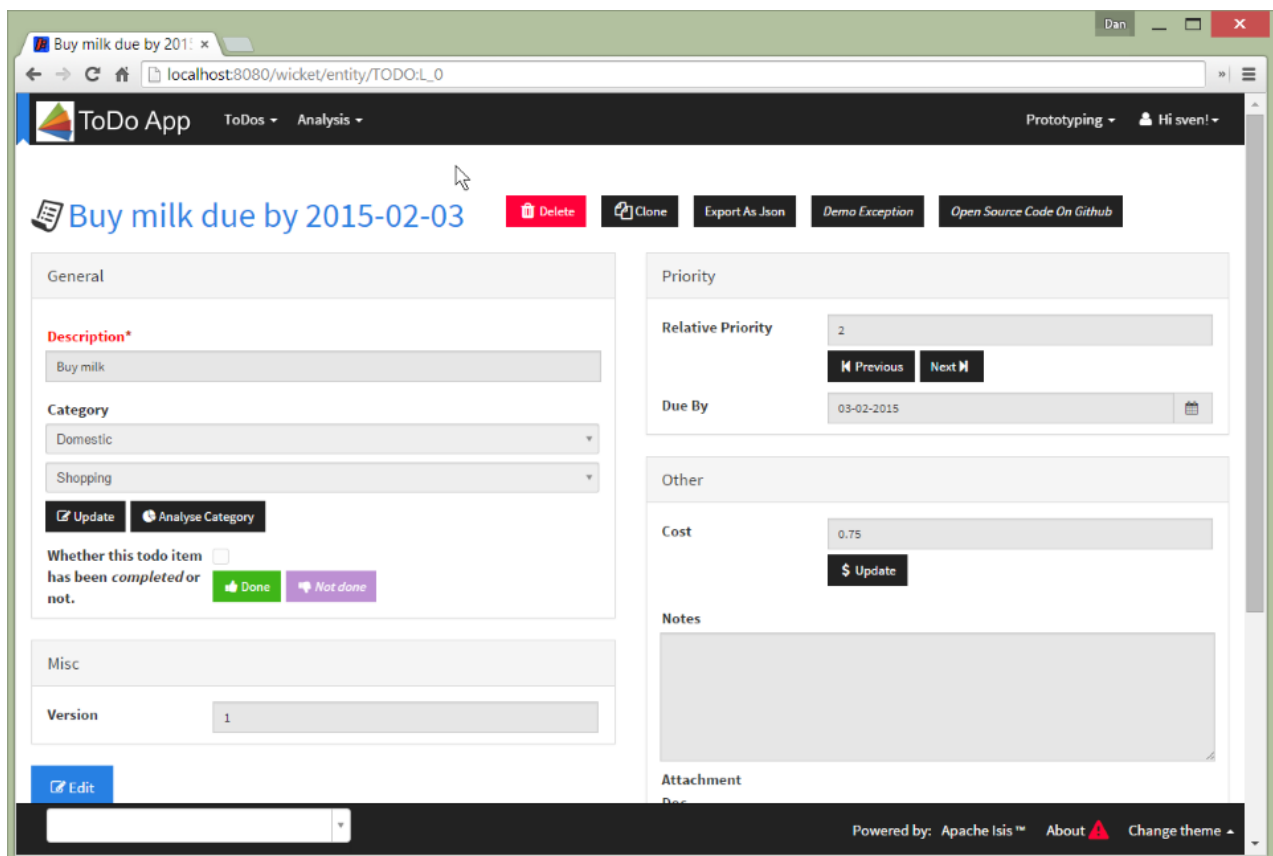 Dan
Buy milk due by 201
localhost:8080/wicket/entity/TODO:L_0
ToDo App ToDos Analysis Prototyping Hi sven!
Buy milk due by 2015-02-03 Delete Clone Export As Json Demo Exception Open Source Code On Github
General
Description*
Buy milk
Category
Domestic
Shopping
Update Analyse Category
Whether this todo item
has been completed or
not.
Done Not done
Misc
Version 1
Edit
Priority
Relative Priority 2
Previous Next
Due By 03-02-2015
Other
Cost 0.75
$ Update
Notes
Attachment
Powered by: Apache Isis™ About Change theme